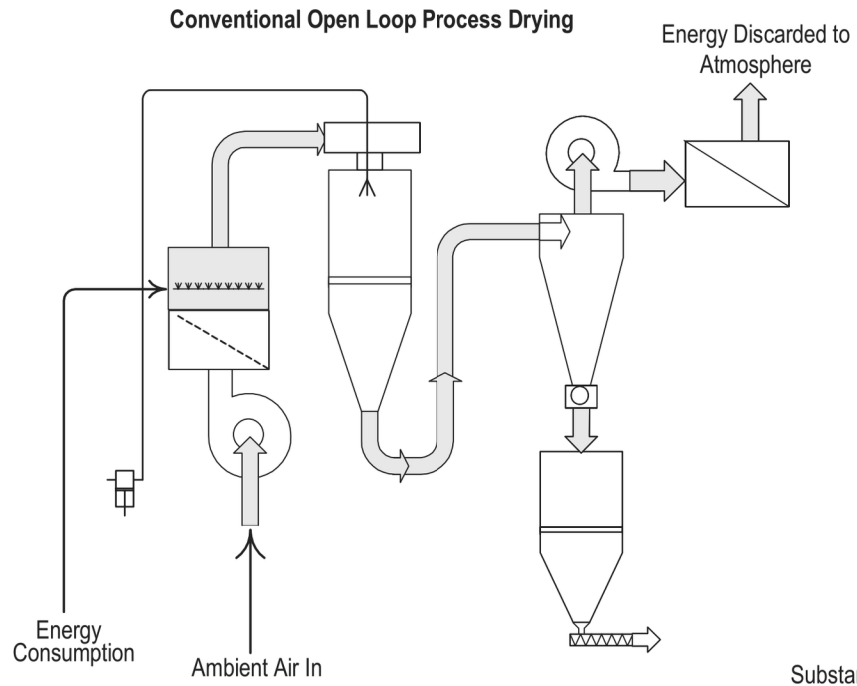 Conventional Open Loop Process Drying
Energy Discarded to
Atmosphere
Energy
Consumption
Ambient Air In